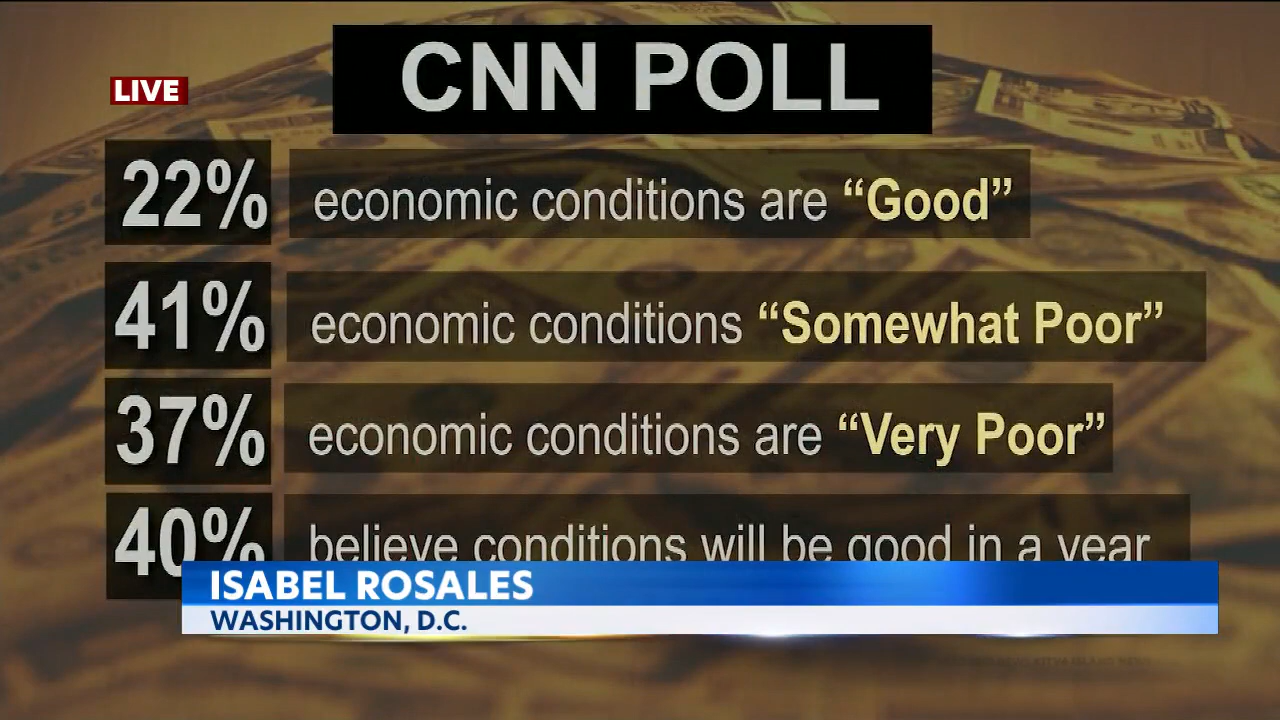 CNN POLL
LIVE
22% economic conditions are “Good”
41% economic conditions “Somewhat Poor”
37% economic conditions are “Very Poor”
40% believe conditions will be good in a year
ISABEL ROSALES
WASHINGTON, D.C.